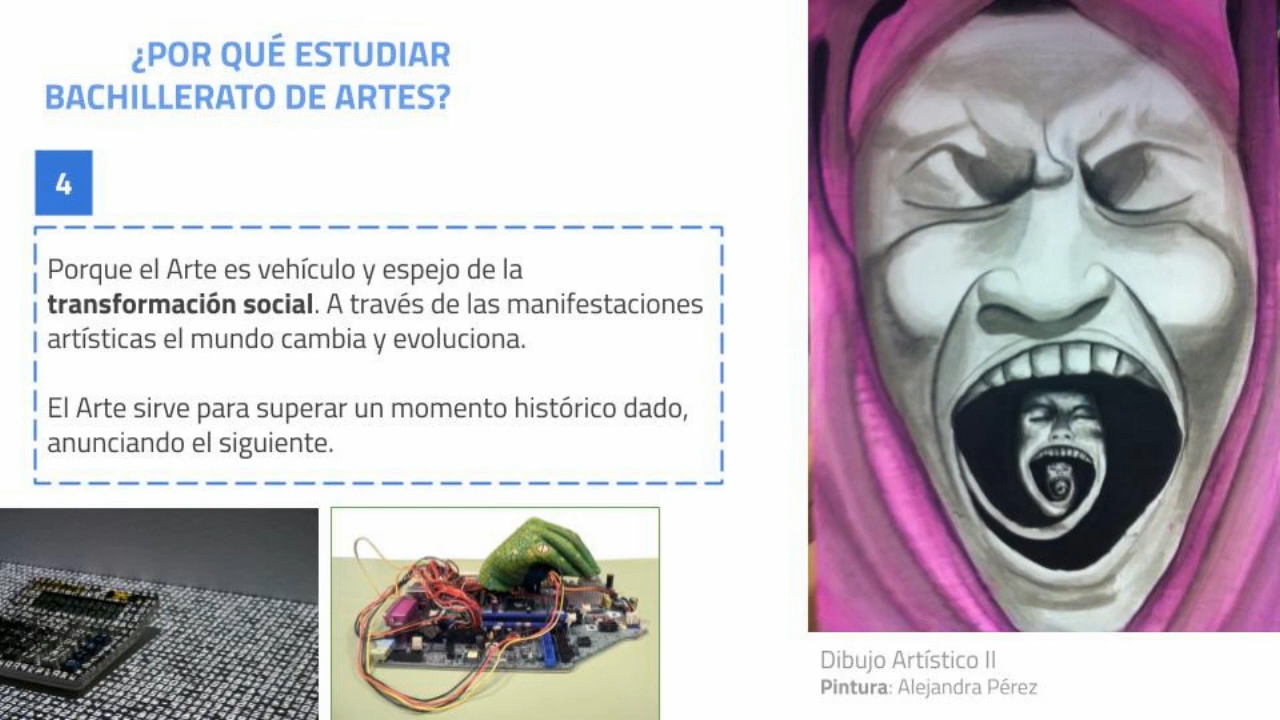 ¿POR QUÉ ESTUDIAR
BACHILLERATO DE ARTES?
4
Porque el Arte es vehículo y espejo de la
transformación social. A través de las manifestaciones
artísticas el mundo cambia y evoluciona.
El Arte sirve para superar un momento histórico dado,
anunciando el siguiente.
Dibujo Artístico II
Pintura: Alejandra Pérez